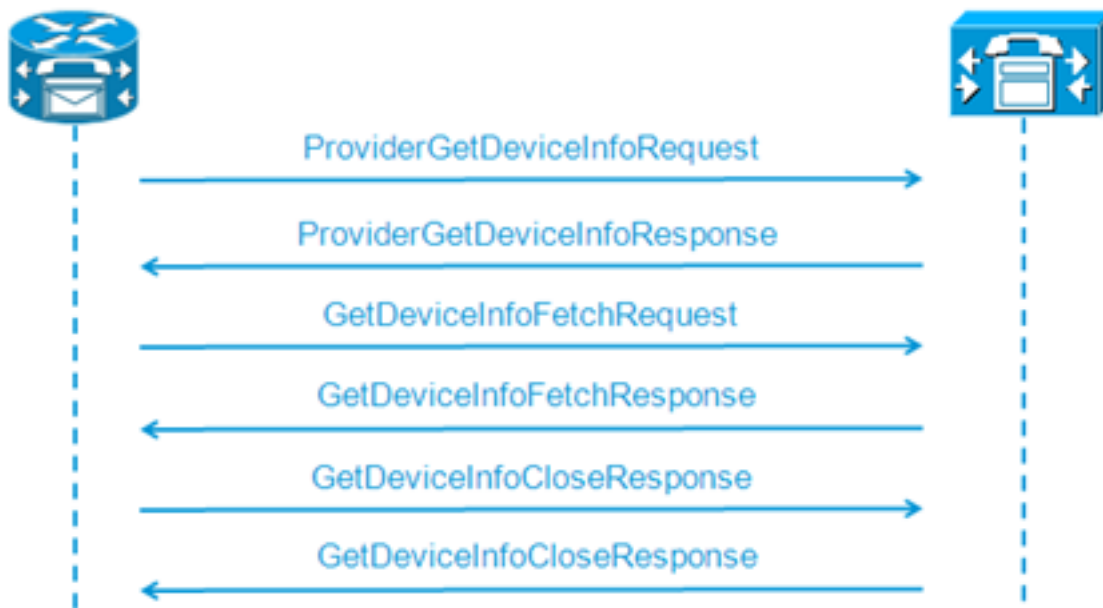 ProviderGetDeviceInfoRequest
ProviderGetDeviceInfoResponse
GetDeviceInfoFetchRequest
GetDeviceInfoFetchResponse
GetDeviceInfoCloseResponse
GetDeviceInfoCloseResponse